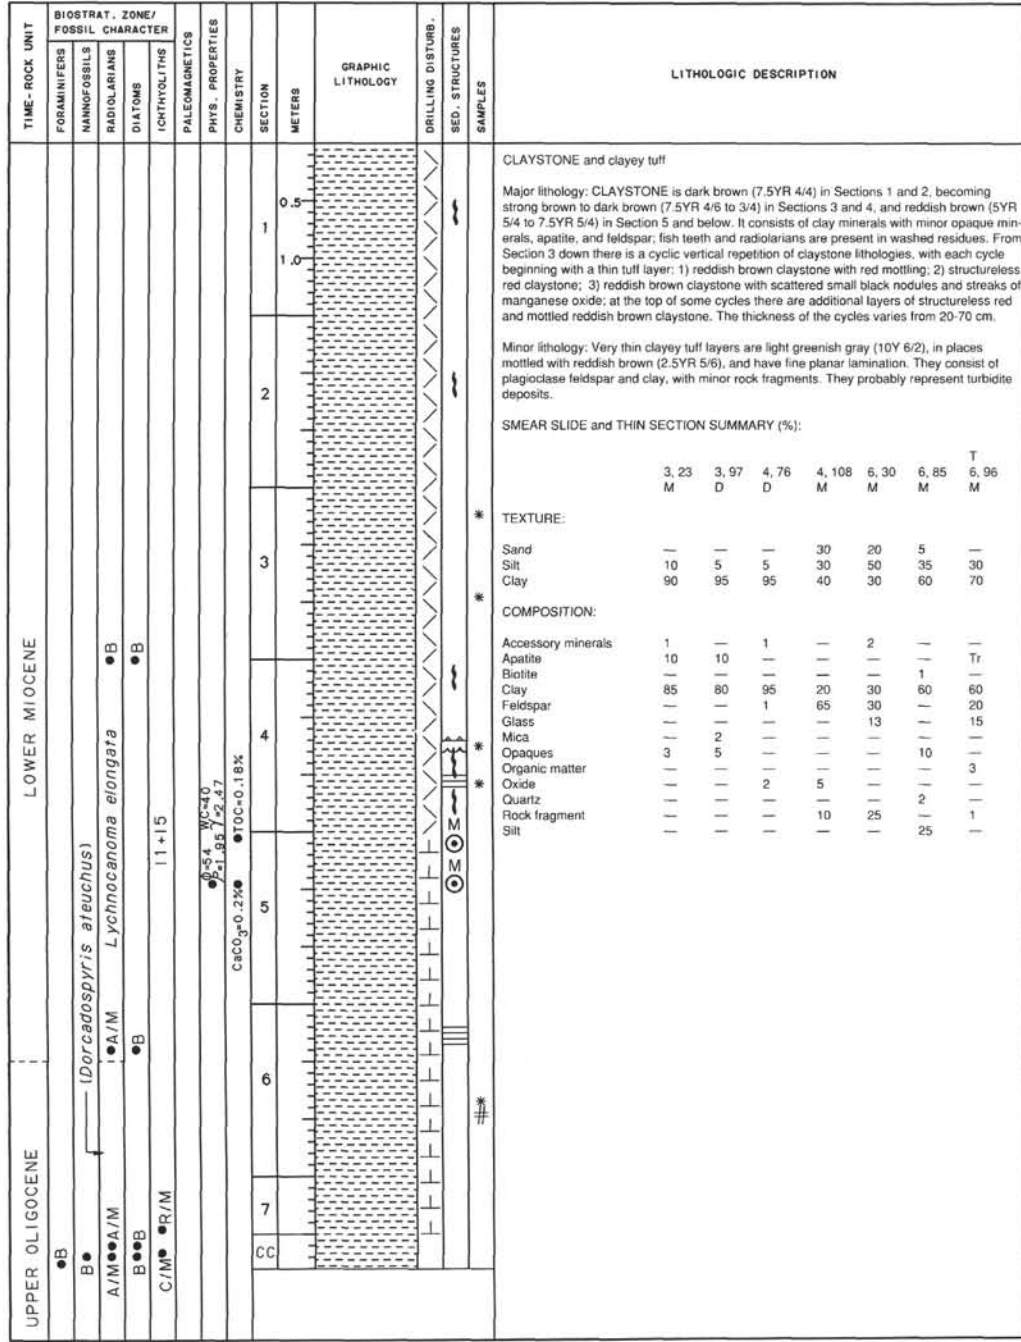 TIME-ROCK UNIT
BIOSTRAT. ZONE/
FOSSIL CHARACTER
FORAMINIFERS
NANNOFOSSILS
RADIOLARIANS
DIATOMS
ICHTHYOLITHS
PALEOMAGNETICS
PHYS. PROPERTIES
CHEMISTRY
SECTION
METERS
GRAPHIC
LITHOLOGY
DRILLING DISTURB.
SED. STRUCTURES
SAMPLES
LITHOLOGIC DESCRIPTION
LOWER MIOCENE
UPPER OLIGOCENE
●B
B ●
(Dorcadospyris ateuchus)
●B
Lychnocanoma elongata
●A/M
A/M●●A/M
●B
●B
B●●B
11+15
C/M● ●R/M
Ø=54 WC=40
ρ=1.95 γ=2.47
●TOC=0.18%
CaCO3=0.2%●
1
2
3
4
5
6
7
CC
0.5
1.0
M
M
*
*
*
*
*
#
CLAYSTONE and clayey tuff
Major lithology: CLAYSTONE is dark brown (7.5YR 4/4) in Sections 1 and 2, becoming
strong brown to dark brown (7.5YR 4/6 to 3/4) in Sections 3 and 4, and reddish brown (5YR
5/4 to 7.5YR 5/4) in Section 5 and below. It consists of clay minerals with minor opaque min-
erals, apatite, and feldspar; fish teeth and radiolarians are present in washed residues. From
Section 3 down there is a cyclic vertical repetition of claystone lithologies, with each cycle
beginning with a thin tuff layer: 1) reddish brown claystone with red mottling; 2) structureless
red claystone; 3) reddish brown claystone with scattered small black nodules and streaks of
manganese oxide; at the top of some cycles there are additional layers of structureless red
and mottled reddish brown claystone. The thickness of the cycles varies from 20-70 cm.
Minor lithology: Very thin clayey tuff layers are light greenish gray (10Y 6/2), in places
mottled with reddish brown (2.5YR 5/6), and have fine planar lamination. They consist of
plagioclase feldspar and clay, with minor rock fragments. They probably represent turbidite
deposits.
SMEAR SLIDE and THIN SECTION SUMMARY (%):
T
3, 23 3, 97 4, 76 4, 108 6, 30 6, 85 6, 96
M D D M M M M
TEXTURE:
Sand — — — 30 20 5 —
Silt 10 5 5 30 50 35 30
Clay 90 95 95 40 30 60 70
COMPOSITION:
Accessory minerals 1 — 1 — 2 — —
Apatite 10 10 — — — — Tr
Biotite — — — — — 1 —
Clay 85 80 95 20 30 60 60
Feldspar — — 1 65 30 — 20
Glass — — — — 13 — 15
Mica — 2 — — — — —
Opaques 3 5 — — — 10 —
Organic matter — — — — — — 3
Oxide — — 2 5 — — —
Quartz — — — — — 2 —
Rock fragment — — — 10 25 — 1
Silt — — — — — 25 —